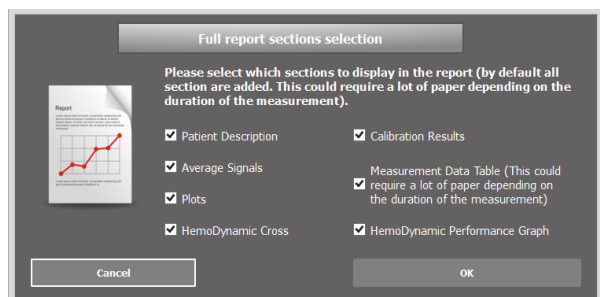 Full report sections selection
Please select which sections to display in the report (by default all
section are added. This could require a lot of paper depending on the
duration of the measurement).
Report
Patient Description
Calibration Results
Average Signals
Measurement Data Table (This could
require a lot of paper depending on
the duration of the measurement)
Plots
HemoDynamic Cross
HemoDynamic Performance Graph
Cancel
OK